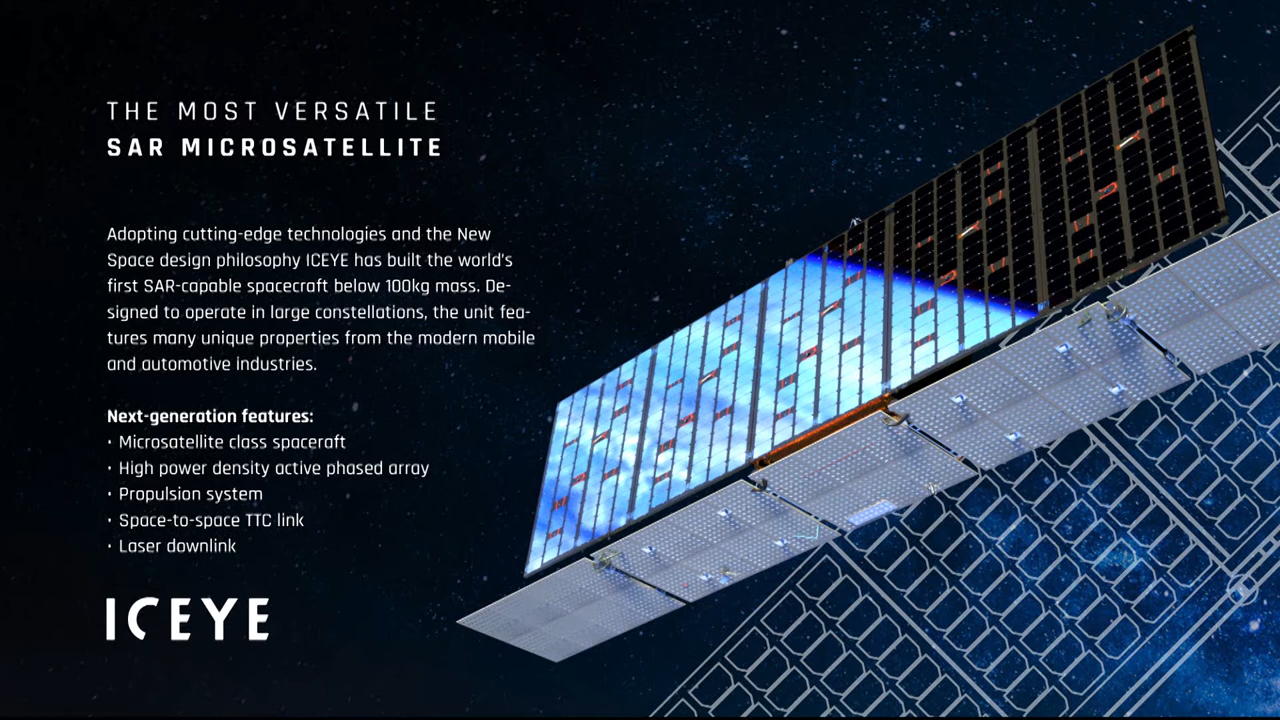 THE MOST VERSATILE
SAR MICROSATELLITE
Adopting cutting-edge technologies and the New
Space design philosophy ICEYE has built the world's
first SAR-capable spacecraft below 100kg mass. De-
signed to operate in large constellations, the unit fea-
tures many unique properties from the modern mobile
and automotive industries.
Next-generation features:
· Microsatellite class spaceraft
· High power density active phased array
· Propulsion system
· Space-to-space TTC link
· Laser downlink
ICEYE